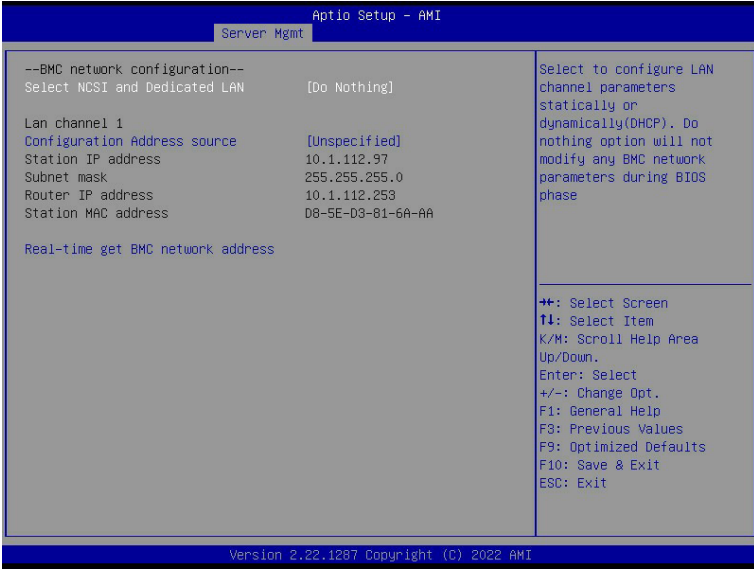 Aptio Setup – AMI
Server Mgmt
--BMC network configuration--
Select NCSI and Dedicated LAN [Do Nothing]
Lan channel 1
Configuration Address source [Unspecified]
Station IP address 10.1.112.97
Subnet mask 255.255.255.0
Router IP address 10.1.112.253
Station MAC address D8-5E-D3-81-6A-AA
Real-time get BMC network address
Select to configure LAN
channel parameters
statically or
dynamically(DHCP). Do
nothing option will not
modify any BMC network
parameters during BIOS
phase
→←: Select Screen
↑↓: Select Item
K/M: Scroll Help Area
Up/Down.
Enter: Select
+/-: Change Opt.
F1: General Help
F3: Previous Values
F9: Optimized Defaults
F10: Save & Exit
ESC: Exit
Version 2.22.1287 Copyright (C) 2022 AMI